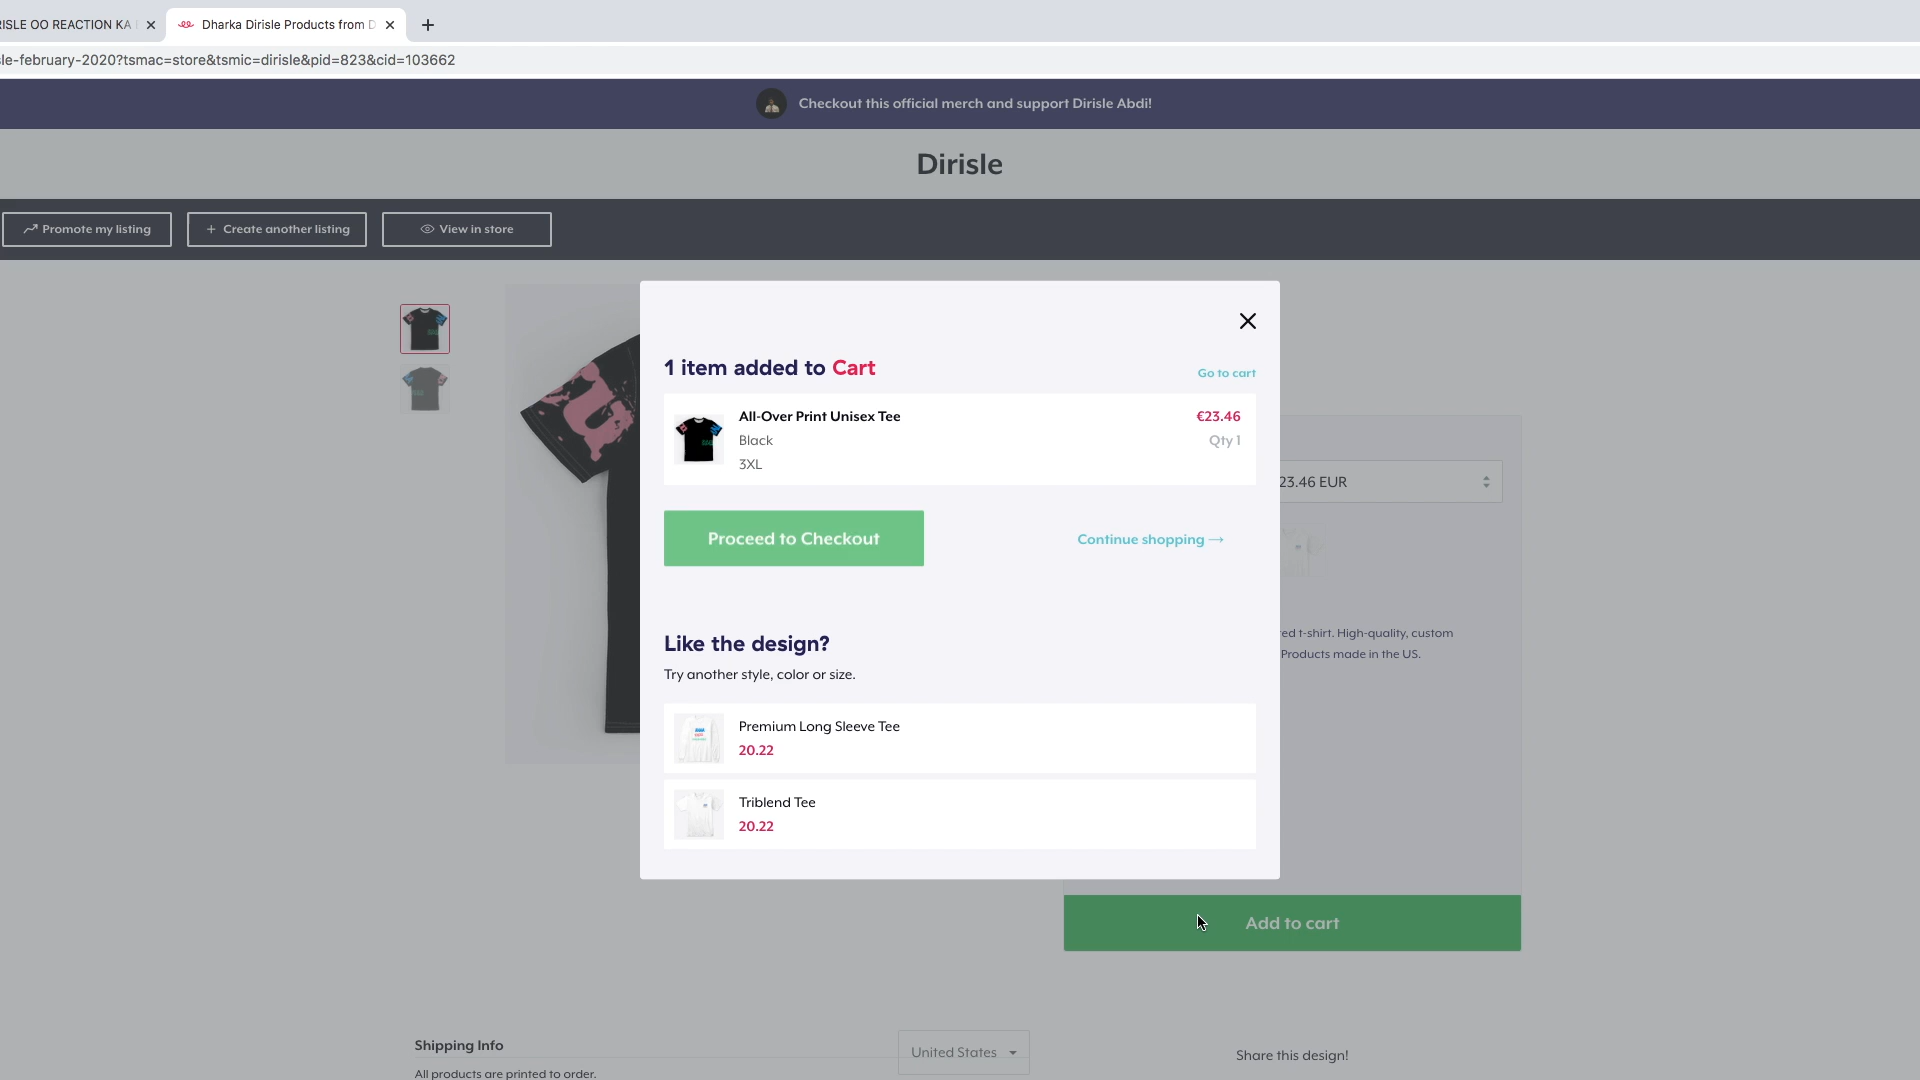 RISLE OO REACTION KA
Dharka Dirisle Products from D
le-february-2020?tsmac=store&tsmic=dirisle&pid=823&cid=103662
Checkout this official merch and support Dirisle Abdi!
Dirisle
Promote my listing
+ Create another listing
View in store
1 item added to Cart
Go to cart
All-Over Print Unisex Tee
€23.46
Black
Qty 1
3XL
23.46 EUR
Proceed to Checkout
Continue shopping →
ed t-shirt. High-quality, custom
Products made in the US.
Like the design?
Try another style, color or size.
Premium Long Sleeve Tee
20.22
Triblend Tee
20.22
Add to cart
Shipping Info
United States
Share this design!
All products are printed to order.